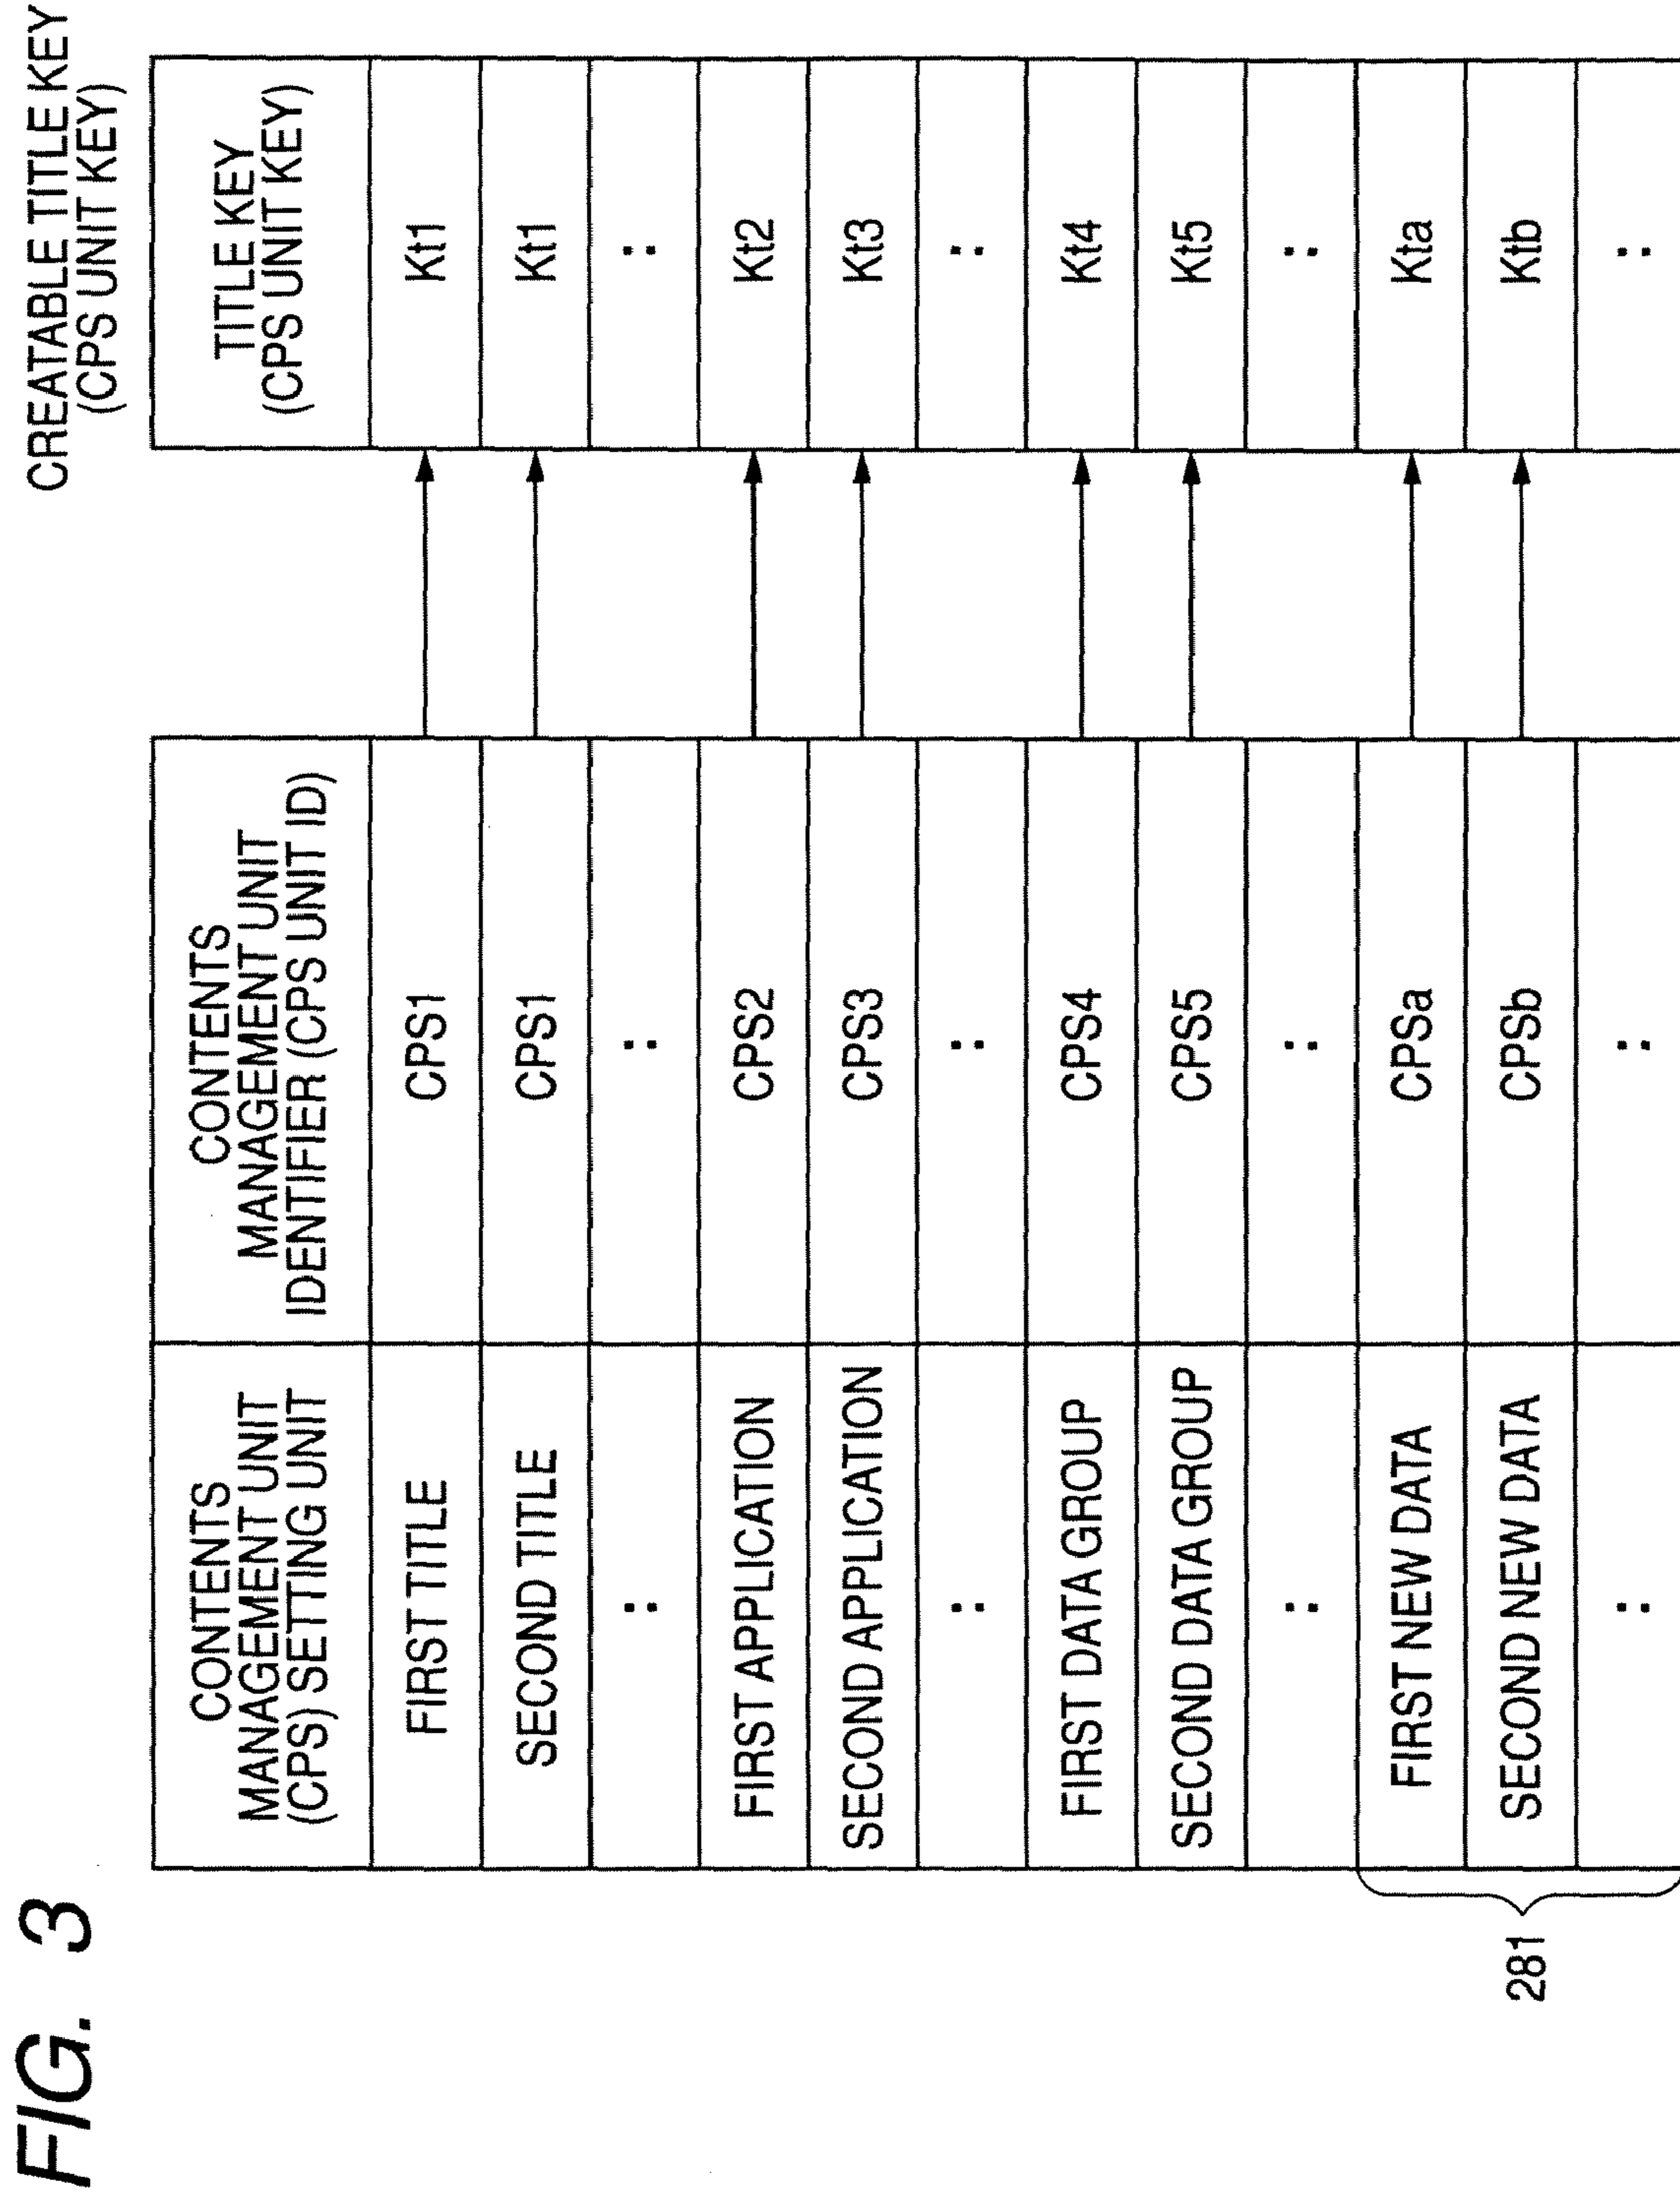 FIG. 3
CREATABLE TITLE KEY
(CPS UNIT KEY)
CONTENTS
MANAGEMENT UNIT
(CPS) SETTING UNIT
CONTENTS
MANAGEMENT UNIT
IDENTIFIER (CPS UNIT ID)
TITLE KEY
(CPS UNIT KEY)
FIRST TITLE
CPS1
Kt1
SECOND TITLE
CPS1
Kt1
:
:
:
FIRST APPLICATION
CPS2
Kt2
SECOND APPLICATION
CPS3
Kt3
:
:
:
FIRST DATA GROUP
CPS4
Kt4
SECOND DATA GROUP
CPS5
Kt5
:
:
:
FIRST NEW DATA
CPSa
Kta
281
SECOND NEW DATA
CPSb
Ktb
:
:
: